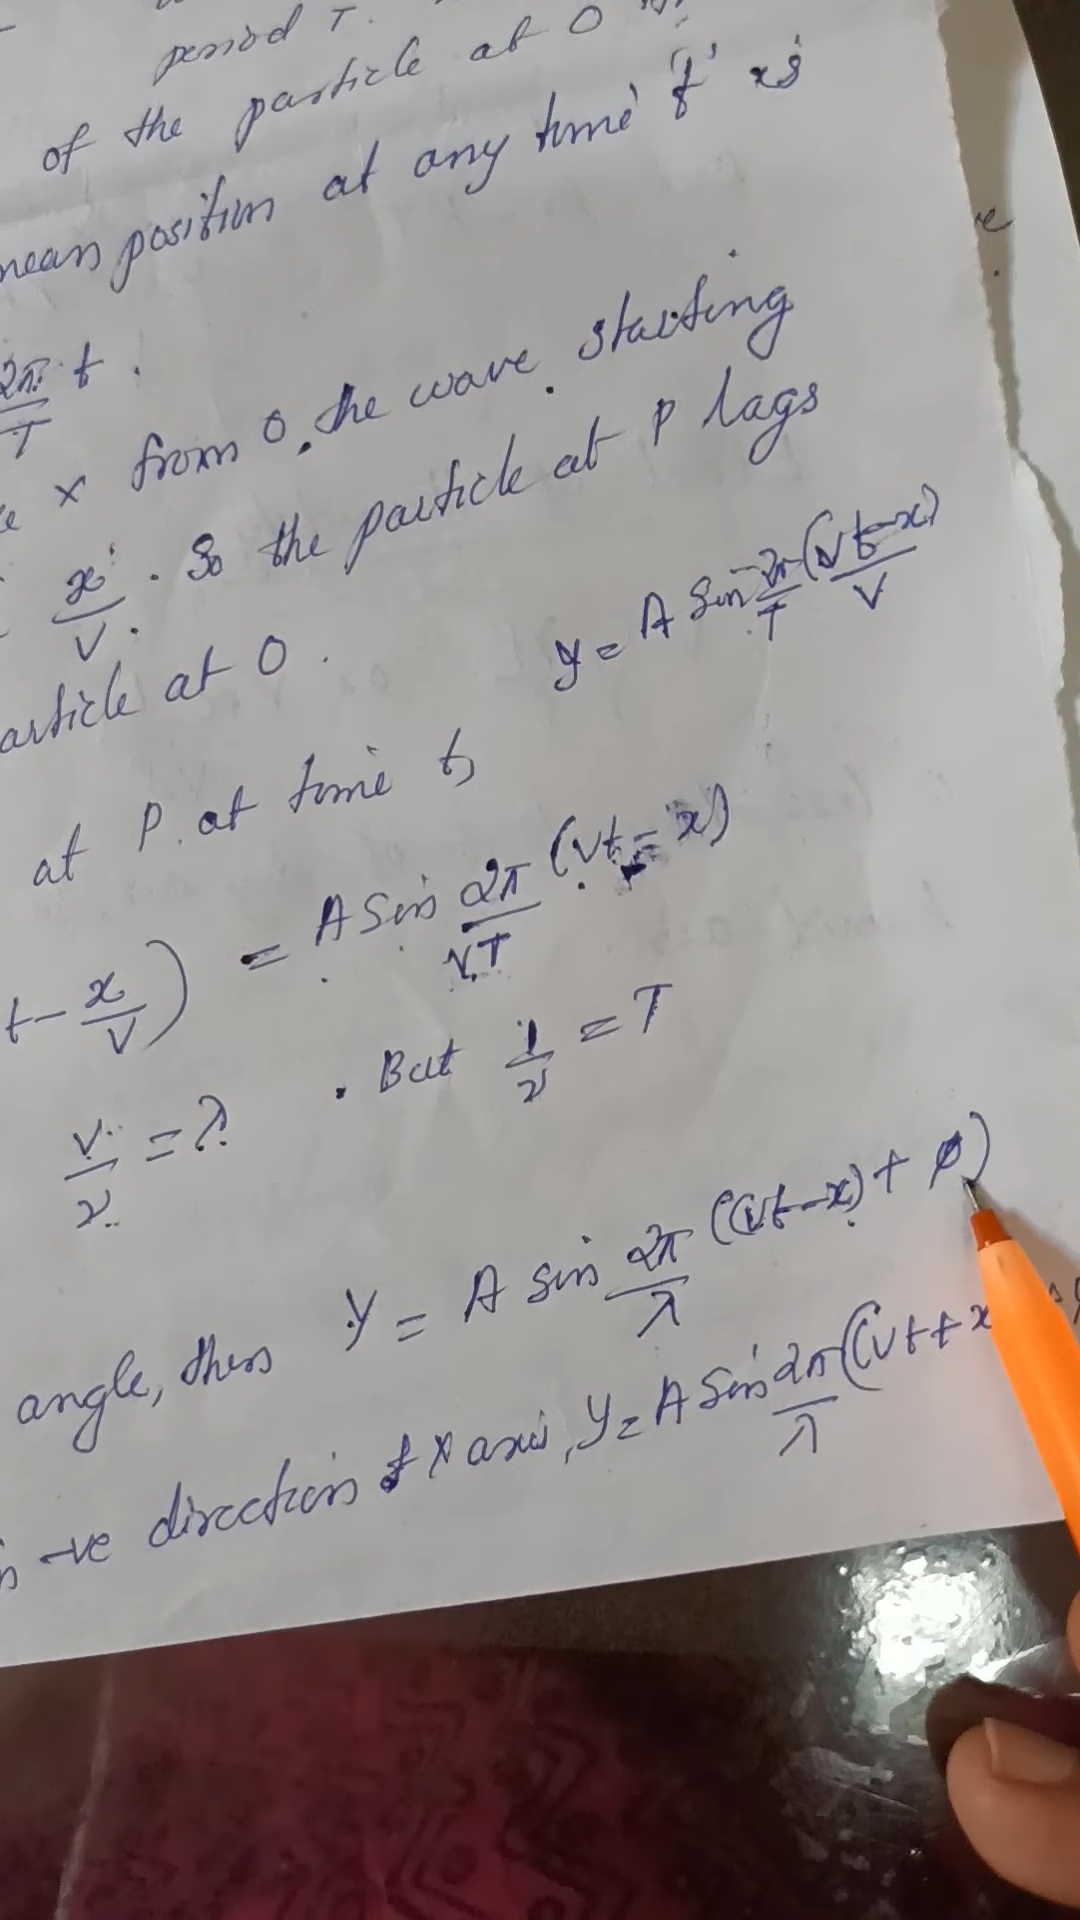 period T.
of the particle at O
mean position at any time 't' is
2π/T t.
x from O, the wave starting
x/V. So the particle at P lags
particle at O.
y = A Sin 2π/T (Vt-x)/V
at P at time t,
t - x/V) = A Sin 2π/VT (Vt - x)
V/ν = λ. But 1/ν = T
angle, then Y = A sin 2π/λ ((Vt-x) + φ)
-ve direction of X axis, Y = A Sin 2π/λ ((Vt+x